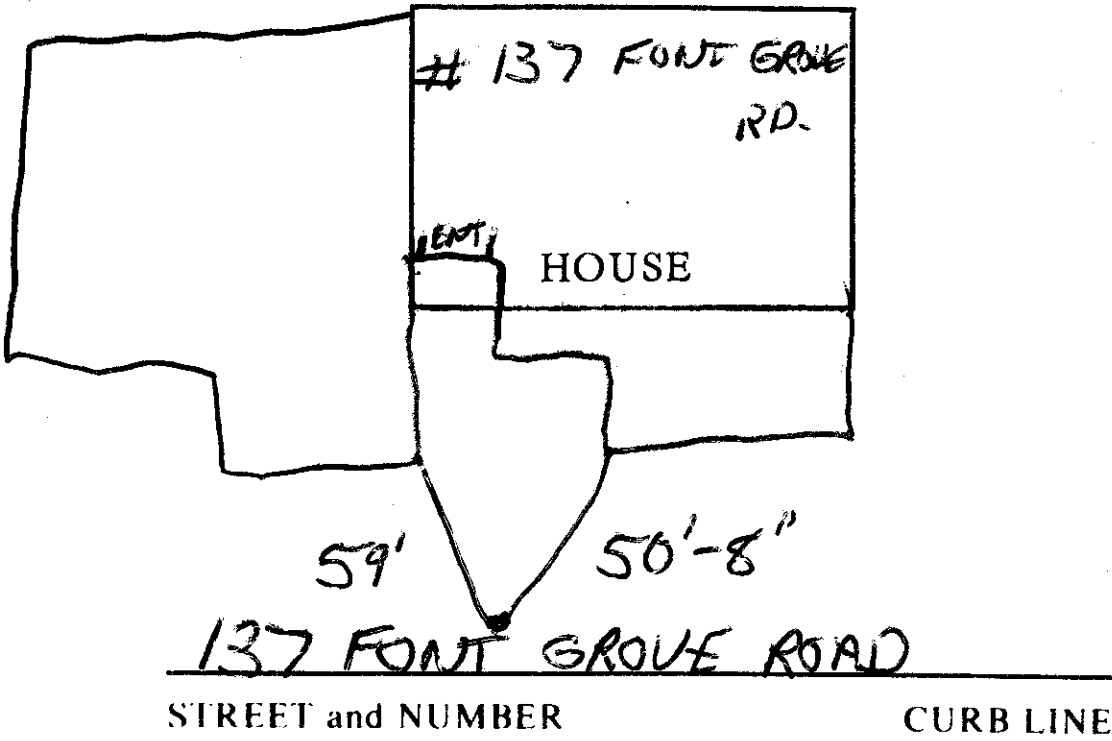 # 137 FONT GROVE
RD.
ENT
HOUSE
59' 50'-8"
137 FONT GROVE ROAD
STREET and NUMBER CURB LINE